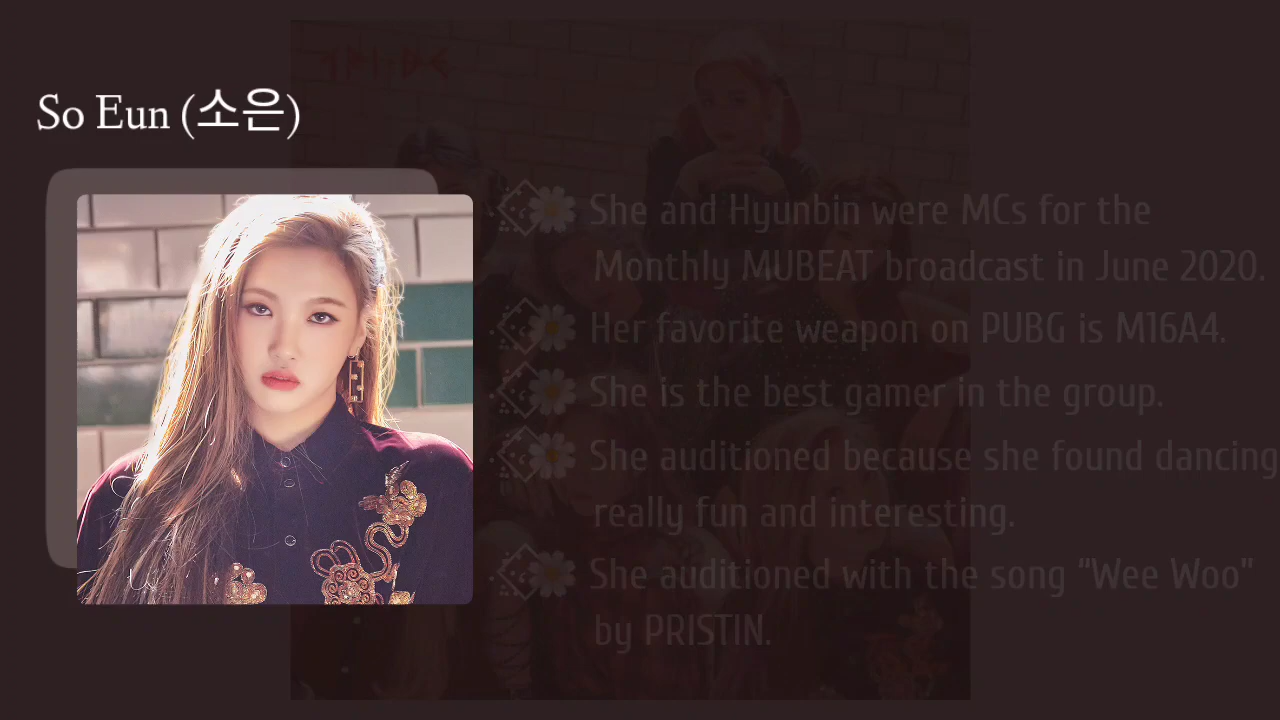 So Eun (소은)
She and Hyunbin were MCs for the
Monthly MUBEAT broadcast in June 2020.
Her favorite weapon on PUBG is M16A4.
She is the best gamer in the group.
She auditioned because she found dancing
really fun and interesting.
She auditioned with the song “Wee Woo”
by PRISTIN.